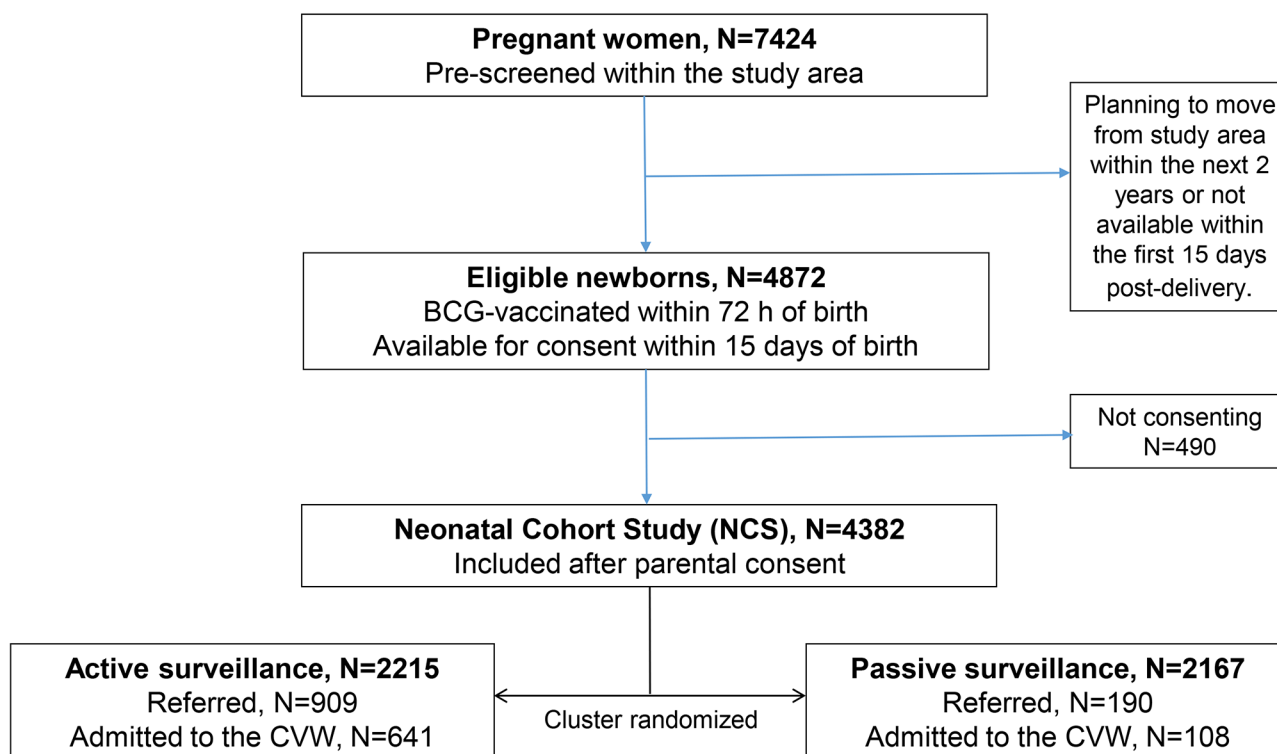 Pregnant women, N=7424
Pre-screened within the study area
Planning to move
from study area
within the next 2
years or not
available within
the first 15 days
post-delivery.
Eligible newborns, N=4872
BCG-vaccinated within 72 h of birth
Available for consent within 15 days of birth
Not consenting
N=490
Neonatal Cohort Study (NCS), N=4382
Included after parental consent
Active surveillance, N=2215
Referred, N=909
Admitted to the CVW, N=641
Cluster randomized
Passive surveillance, N=2167
Referred, N=190
Admitted to the CVW, N=108